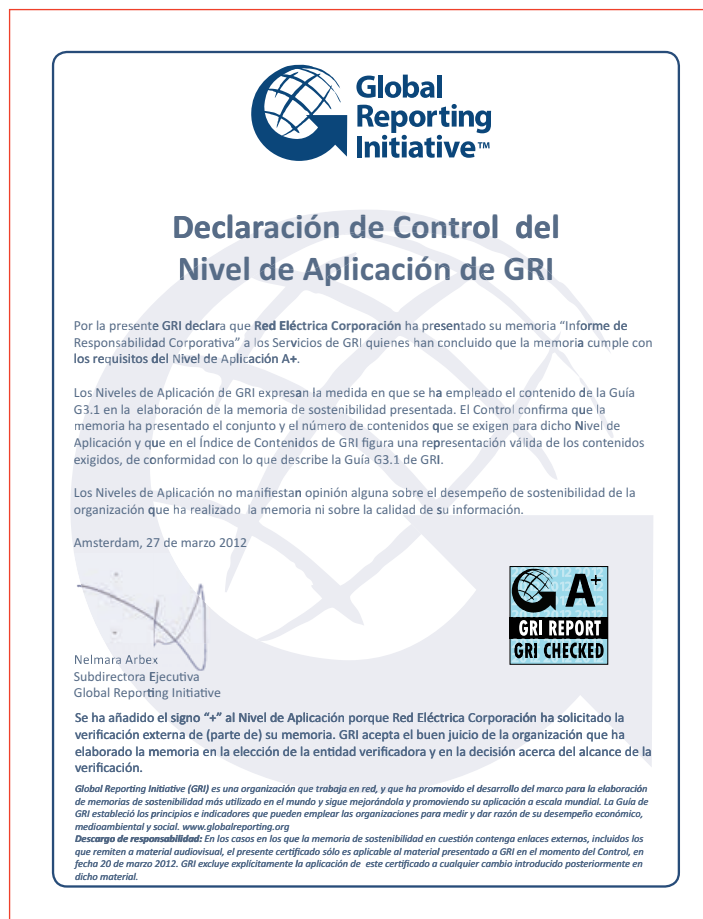 Global
Reporting
Initiative™
Declaración de Control del
Nivel de Aplicación de GRI
Por la presente GRI declara que Red Eléctrica Corporación ha presentado su memoria “Informe de
Responsabilidad Corporativa” a los Servicios de GRI quienes han concluido que la memoria cumple con
los requisitos del Nivel de Aplicación A+.
Los Niveles de Aplicación de GRI expresan la medida en que se ha empleado el contenido de la Guía
G3.1 en la elaboración de la memoria de sostenibilidad presentada. El Control confirma que la
memoria ha presentado el conjunto y el número de contenidos que se exigen para dicho Nivel de
Aplicación y que en el Índice de Contenidos de GRI figura una representación válida de los contenidos
exigidos, de conformidad con lo que describe la Guía G3.1 de GRI.
Los Niveles de Aplicación no manifiestan opinión alguna sobre el desempeño de sostenibilidad de la
organización que ha realizado la memoria ni sobre la calidad de su información.
Amsterdam, 27 de marzo 2012
A+
GRI REPORT
GRI CHECKED
Nelmara Arbex
Subdirectora Ejecutiva
Global Reporting Initiative
Se ha añadido el signo “+” al Nivel de Aplicación porque Red Eléctrica Corporación ha solicitado la
verificación externa de (parte de) su memoria. GRI acepta el buen juicio de la organización que ha
elaborado la memoria en la elección de la entidad verificadora y en la decisión acerca del alcance de la
verificación.
Global Reporting Initiative (GRI) es una organización que trabaja en red, y que ha promovido el desarrollo del marco para la elaboración
de memorias de sostenibilidad más utilizado en el mundo y sigue mejorándola y promoviendo su aplicación a escala mundial. La Guía de
GRI estableció los principios e indicadores que pueden emplear las organizaciones para medir y dar razón de su desempeño económico,
medioambiental y social. www.globalreporting.org
Descargo de responsabilidad: En los casos en los que la memoria de sostenibilidad en cuestión contenga enlaces externos, incluidos los
que remiten a material audiovisual, el presente certificado sólo es aplicable al material presentado a GRI en el momento del Control, en
fecha 20 de marzo 2012. GRI excluye explícitamente la aplicación de este certificado a cualquier cambio introducido posteriormente en
dicho material.